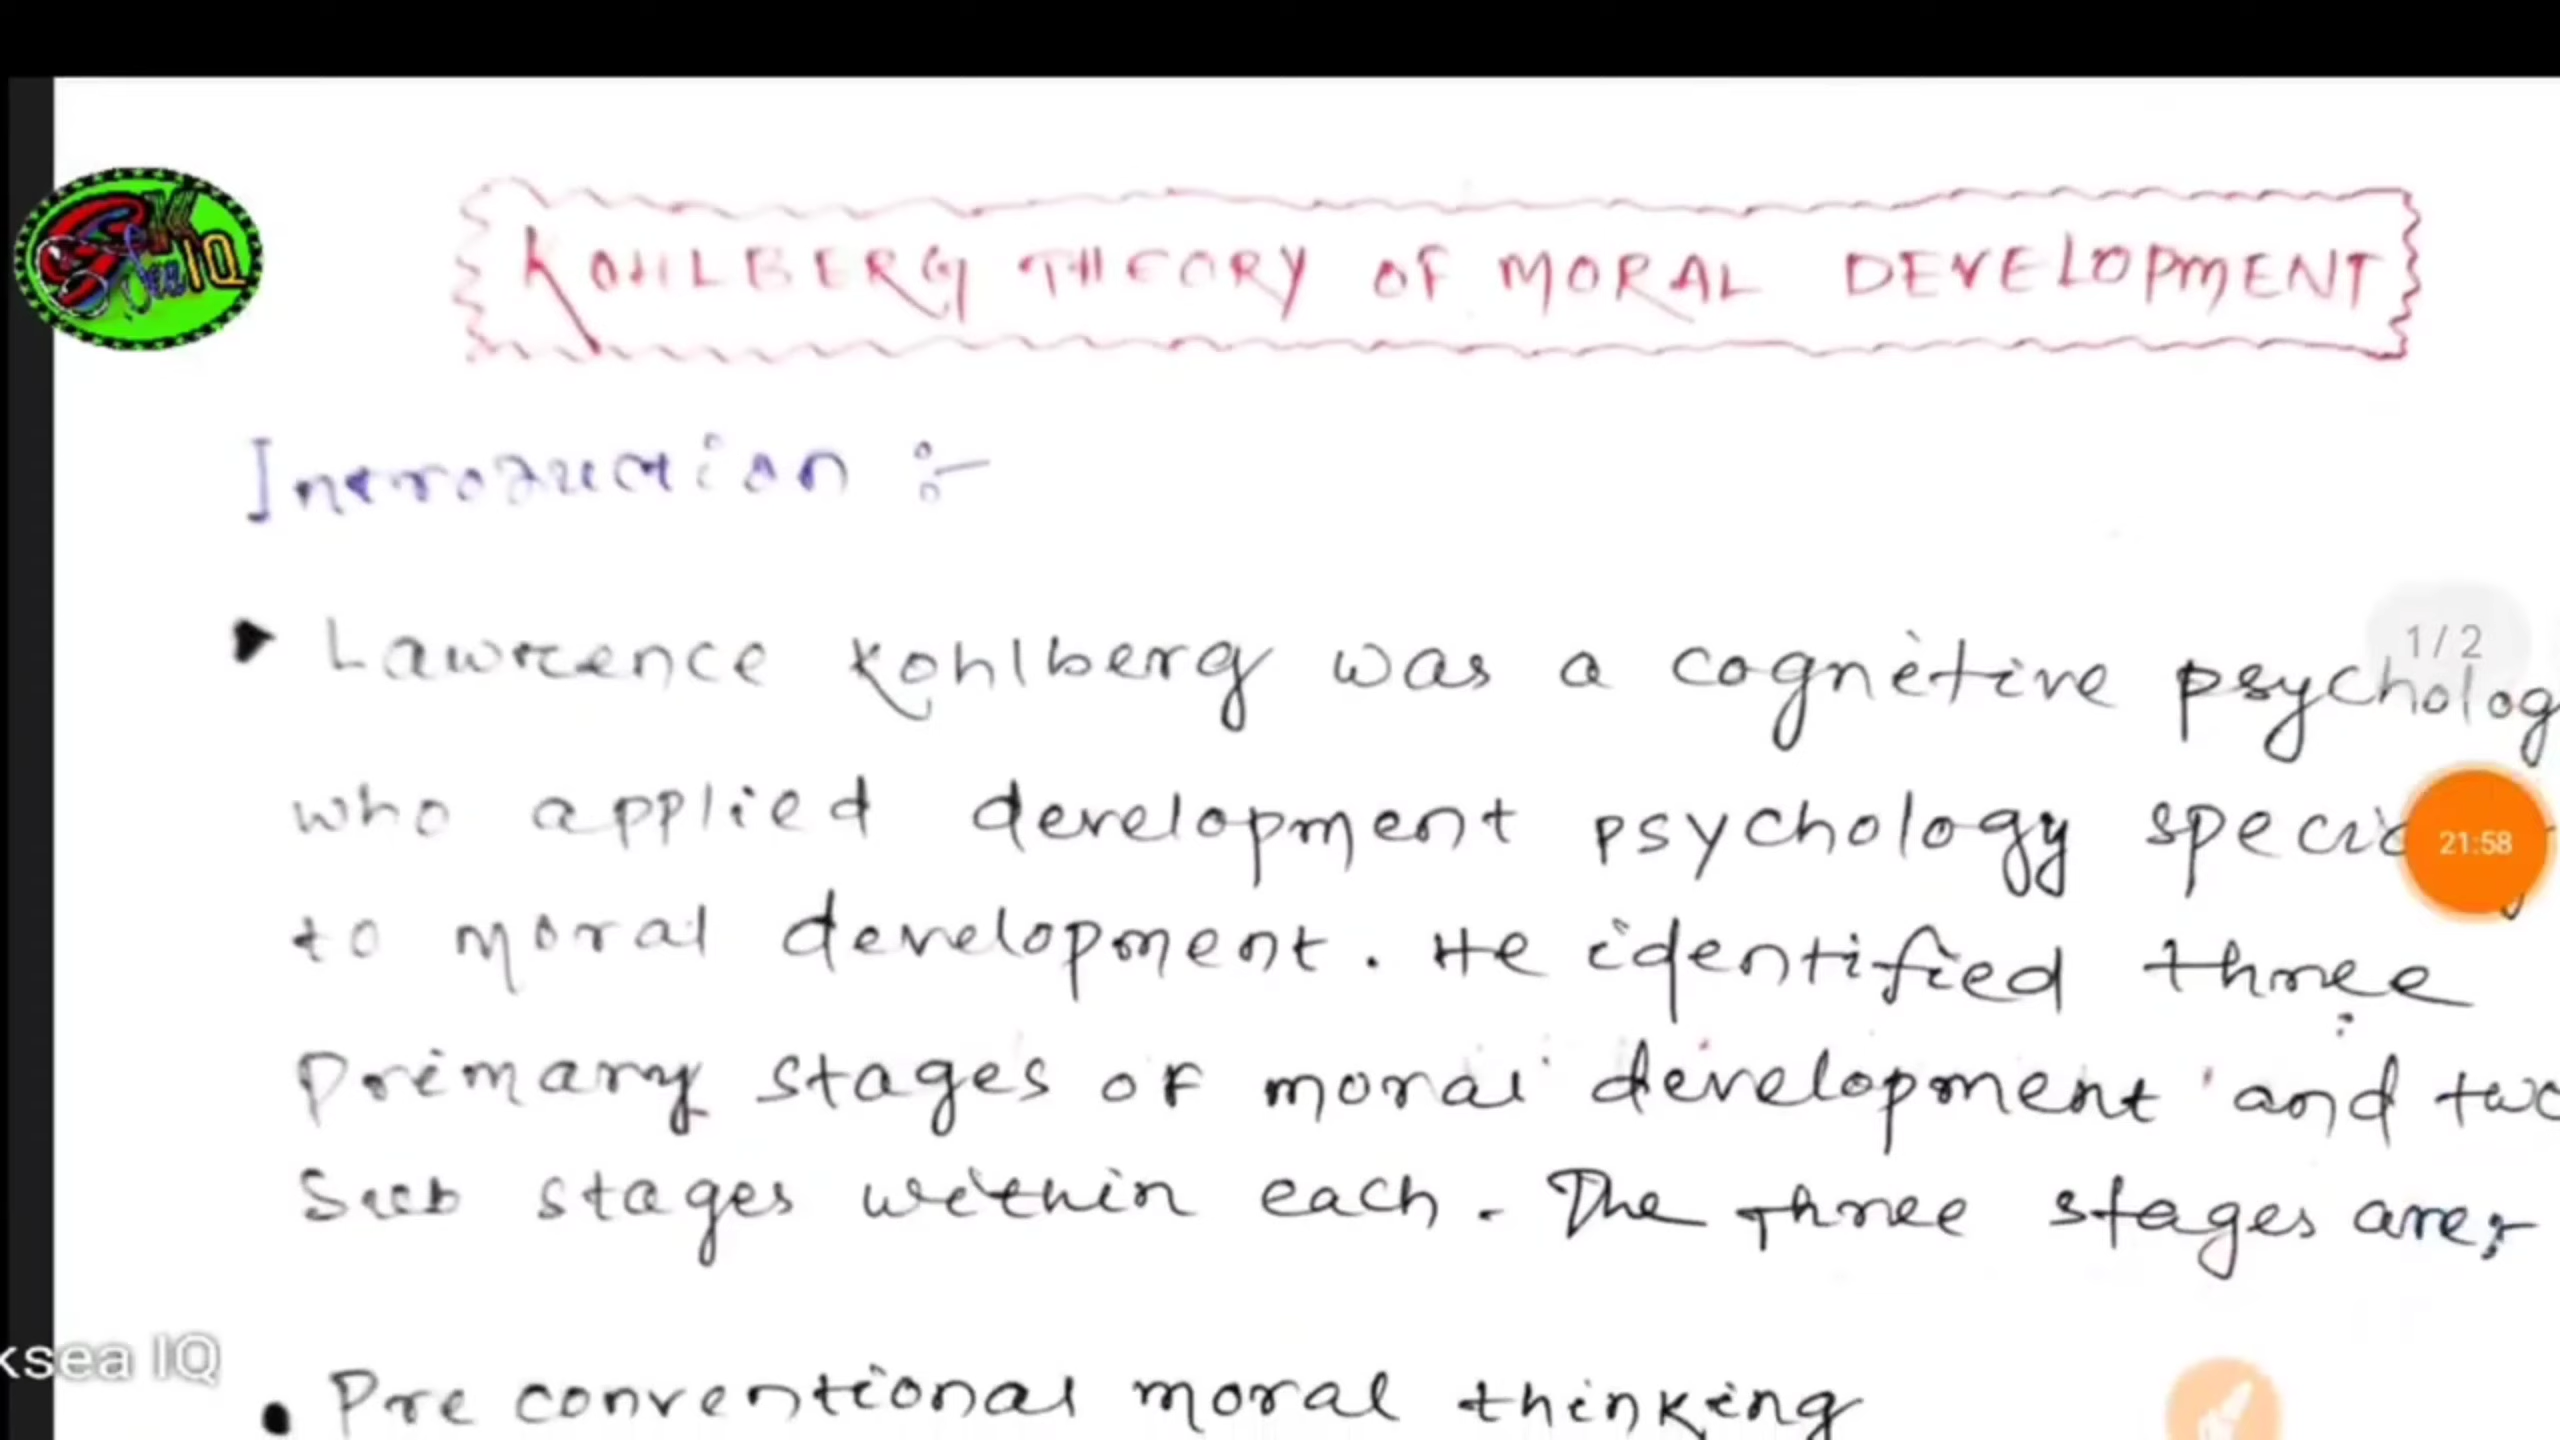 KOHLBERG THEORY OF MORAL DEVELOPMENT
Introduction :-
Lawrence Kohlberg was a cognitive psycholog
1/2
who applied development psychology speci
21:58
to moral development. He identified three
Primary stages of moral development and two
Sub stages within each. The three stages are;-
ksea IQ
• Pre conventional moral thinking